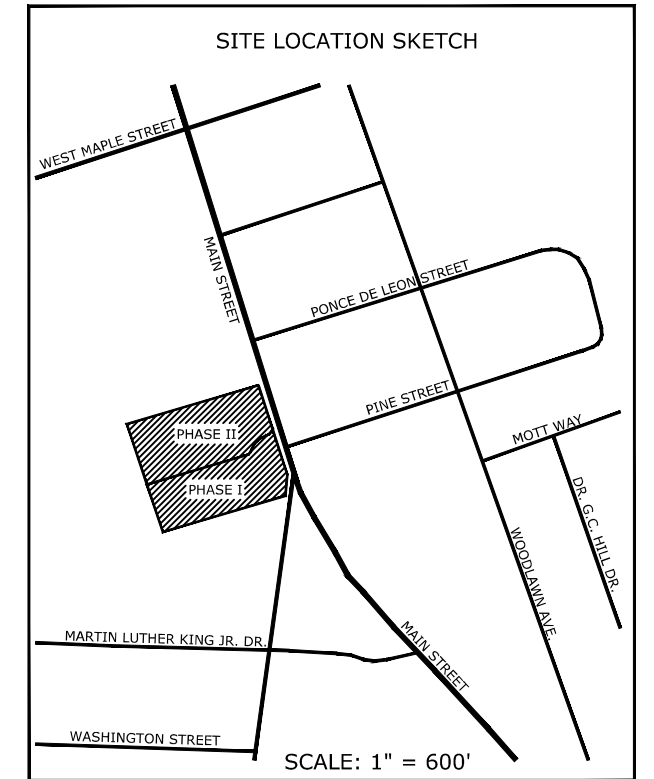 SITE LOCATION SKETCH
WEST MAPLE STREET
MAIN STREET
PONCE DE LEON STREET
PINE STREET
PHASE II
MOTT WAY
PHASE I
DR. G.C. HILL DR.
WOODLAWN AVE.
MARTIN LUTHER KING JR. DR.
MAIN STREET
WASHINGTON STREET
SCALE: 1" = 600'